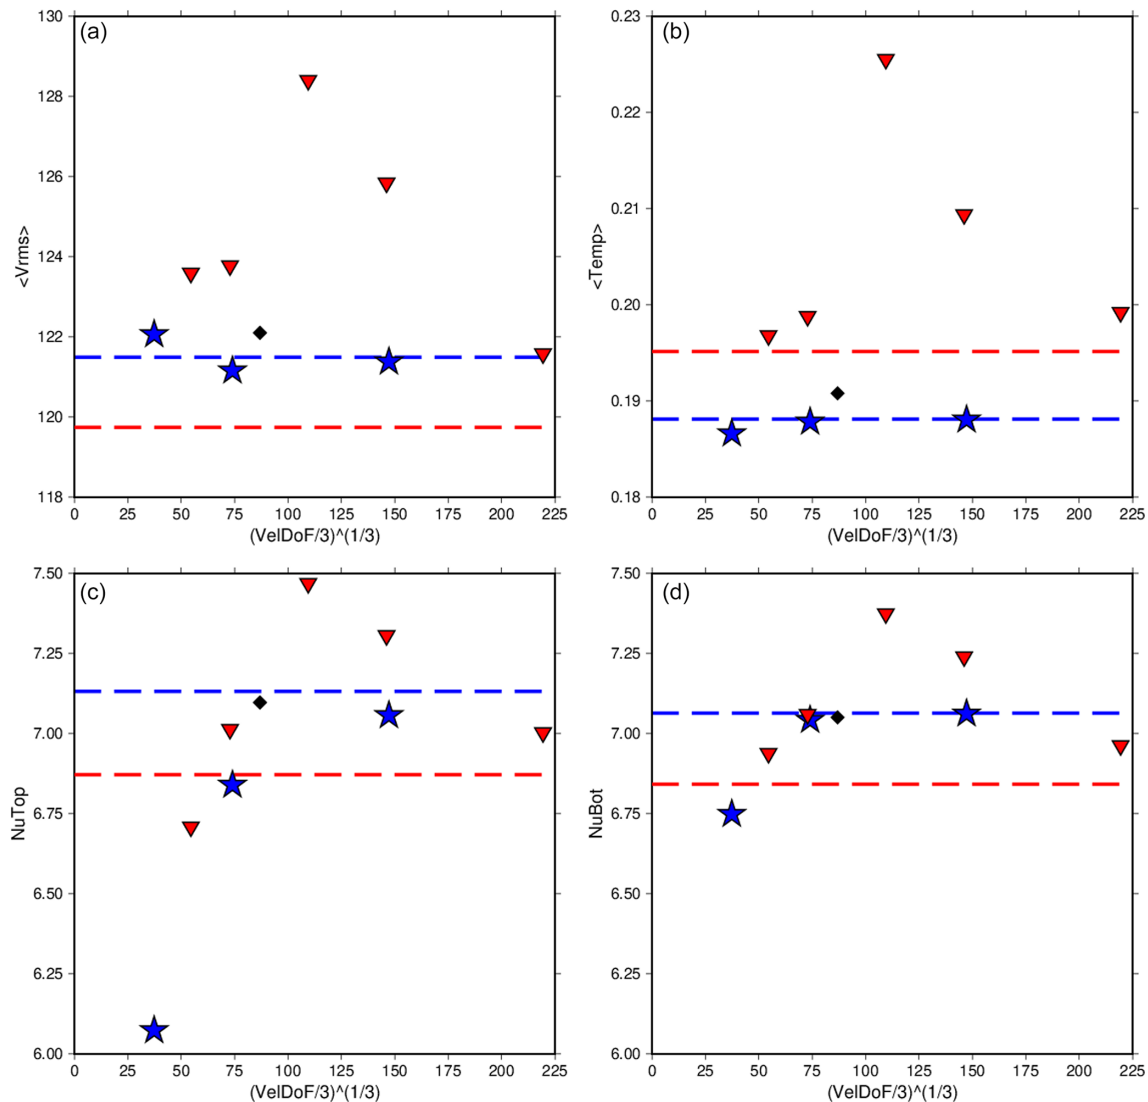 (a)
130
128
126
124
122
120
118
<Vrms>
0 25 50 75 100 125 150 175 200 225
(VelDoF/3)^(1/3)
(b)
0.23
0.22
0.21
0.20
0.19
0.18
<Temp>
0 25 50 75 100 125 150 175 200 225
(VelDoF/3)^(1/3)
(c)
7.50
7.25
7.00
6.75
6.50
6.25
6.00
NuTop
0 25 50 75 100 125 150 175 200 225
(VelDoF/3)^(1/3)
(d)
7.50
7.25
7.00
6.75
6.50
6.25
6.00
NuBot
0 25 50 75 100 125 150 175 200 225
(VelDoF/3)^(1/3)